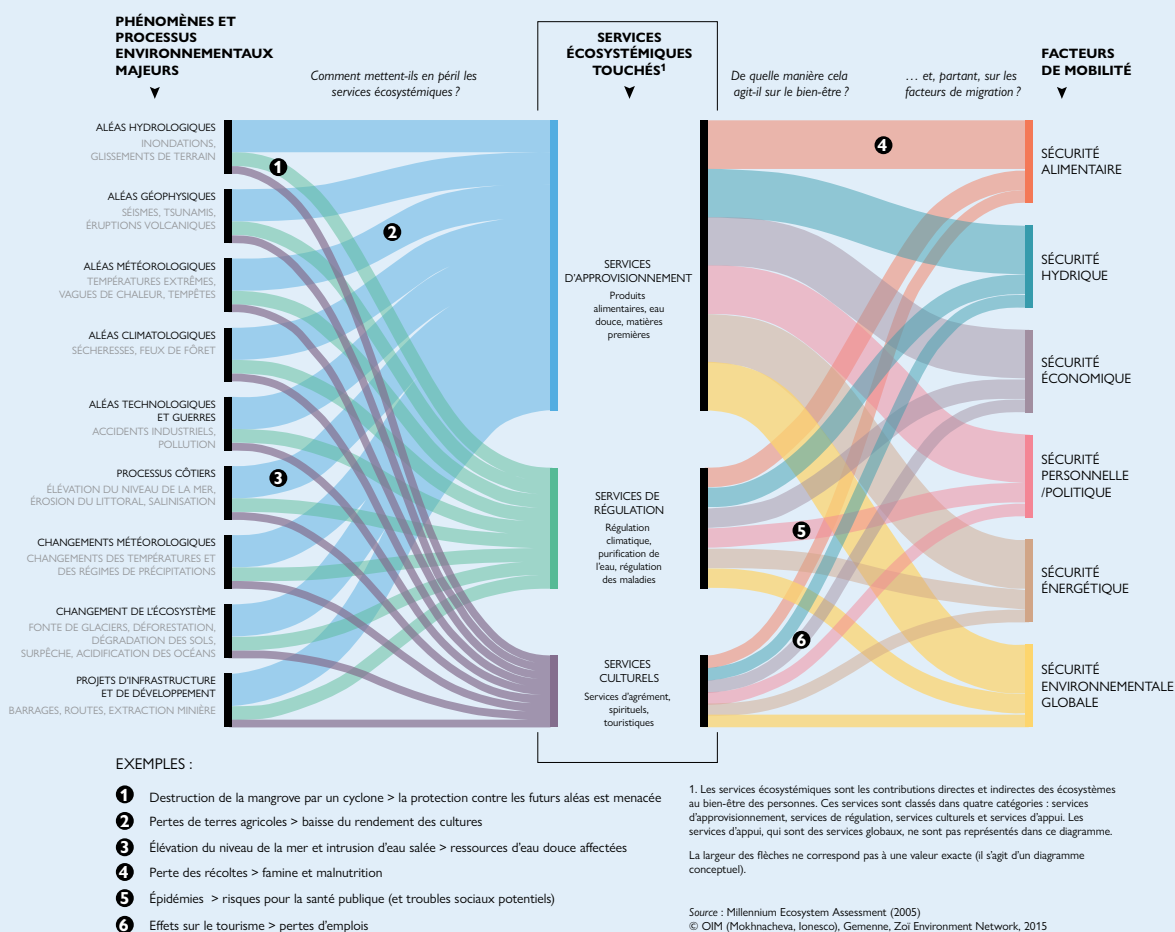 PHÉNOMÈNES ET
PROCESSUS
ENVIRONNEMENTAUX
MAJEURS
Comment mettent-ils en péril les
services écosystémiques ?
SERVICES
ÉCOSYSTÉMIQUES
TOUCHÉS1
De quelle manière cela
agit-il sur le bien-être ?
… et, partant, sur les
facteurs de migration ?
FACTEURS
DE MOBILITÉ
ALÉAS HYDROLOGIQUES
INONDATIONS,
GLISSEMENTS DE TERRAIN
ALÉAS GÉOPHYSIQUES
SÉISMES, TSUNAMIS,
ÉRUPTIONS VOLCANIQUES
ALÉAS MÉTÉOROLOGIQUES
TEMPÉRATURES EXTRÊMES,
VAGUES DE CHALEUR, TEMPÊTES
ALÉAS CLIMATOLOGIQUES
SÉCHERESSES, FEUX DE FÔRET
ALÉAS TECHNOLOGIQUES
ET GUERRES
ACCIDENTS INDUSTRIELS,
POLLUTION
PROCESSUS CÔTIERS
ÉLÉVATION DU NIVEAU DE LA MER,
ÉROSION DU LITTORAL, SALINISATION
CHANGEMENTS MÉTÉOROLOGIQUES
CHANGEMENTS DES TEMPÉRATURES ET
DES RÉGIMES DE PRÉCIPITATIONS
CHANGEMENT DE L'ÉCOSYSTÈME
FONTE DE GLACIERS, DÉFORESTATION,
DÉGRADATION DES SOLS,
SURPÊCHE, ACIDIFICATION DES OCÉANS
PROJETS D'INFRASTRUCTURE
ET DE DÉVELOPPEMENT
BARRAGES, ROUTES, EXTRACTION MINIÈRE
1
2
3
SERVICES
D'APPROVISIONNEMENT
Produits
alimentaires, eau
douce, matières
premières
SERVICES DE
RÉGULATION
Régulation
climatique,
purification de
l'eau, régulation
des maladies
SERVICES
CULTURELS
Services d'agrément,
spirituels,
touristiques
4
5
6
SÉCURITÉ
ALIMENTAIRE
SÉCURITÉ
HYDRIQUE
SÉCURITÉ
ÉCONOMIQUE
SÉCURITÉ
PERSONNELLE
/POLITIQUE
SÉCURITÉ
ÉNERGÉTIQUE
SÉCURITÉ
ENVIRONNEMENTALE
GLOBALE
EXEMPLES :
1 Destruction de la mangrove par un cyclone > la protection contre les futurs aléas est menacée
2 Pertes de terres agricoles > baisse du rendement des cultures
3 Élévation du niveau de la mer et intrusion d'eau salée > ressources d'eau douce affectées
4 Perte des récoltes > famine et malnutrition
5 Épidémies > risques pour la santé publique (et troubles sociaux potentiels)
6 Effets sur le tourisme > pertes d'emplois
1. Les services écosystémiques sont les contributions directes et indirectes des écosystèmes
au bien-être des personnes. Ces services sont classés dans quatre catégories : services
d'approvisionnement, services de régulation, services culturels et services d'appui. Les
services d'appui, qui sont des services globaux, ne sont pas représentés dans ce diagramme.
La largeur des flèches ne correspond pas à une valeur exacte (il s'agit d'un diagramme
conceptuel).
Source : Millennium Ecosystem Assessment (2005)
© OIM (Mokhnacheva, Ionesco), Gemenne, Zoï Environment Network, 2015